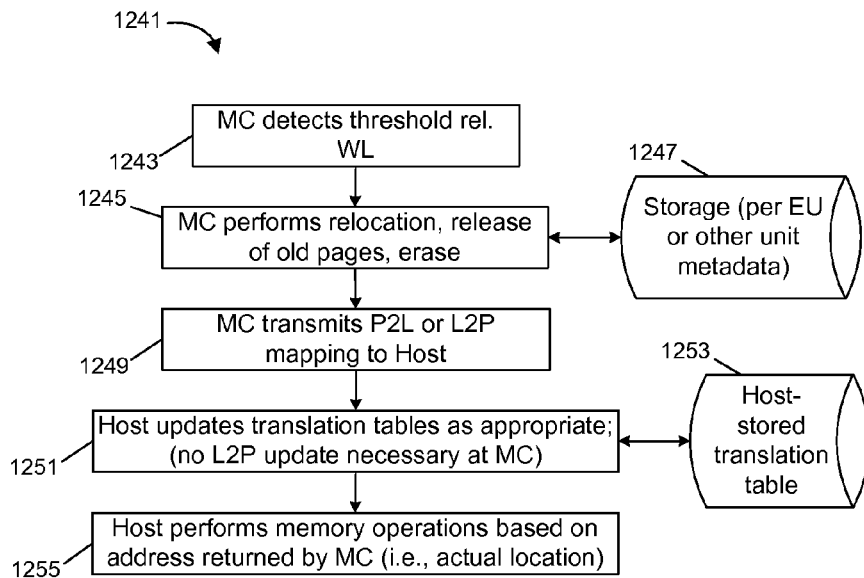 1241
MC detects threshold rel.
WL
1243
1247
Storage (per EU
or other unit
metadata)
1245
MC performs relocation, release
of old pages, erase
MC transmits P2L or L2P
mapping to Host
1249
1253
Host-
stored
translation
table
Host updates translation tables as appropriate;
(no L2P update necessary at MC)
1251
Host performs memory operations based on
address returned by MC (i.e., actual location)
1255